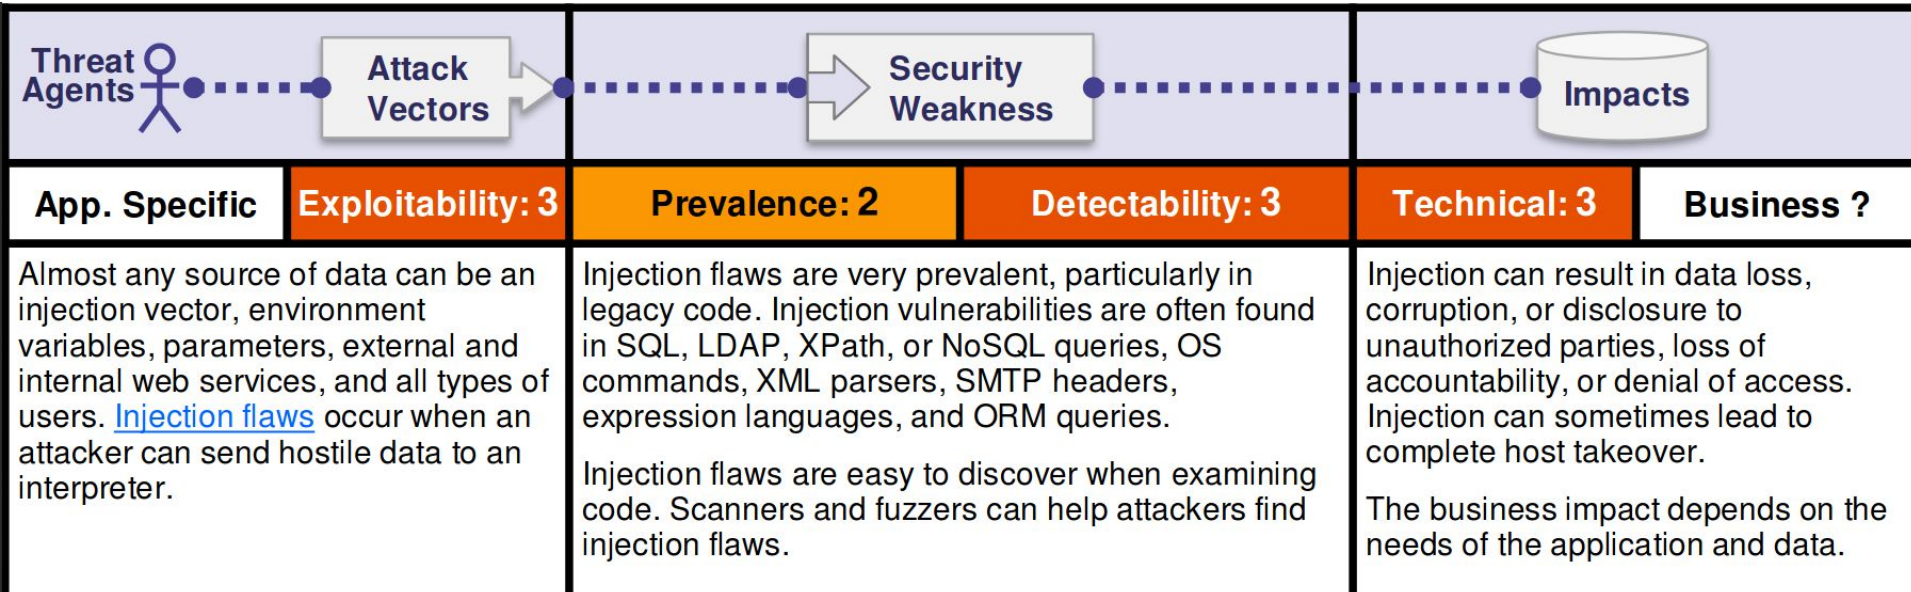 Threat
Agents
Attack
Vectors
Security
Weakness
Impacts
App. Specific
Exploitability: 3
Prevalence: 2
Detectability: 3
Technical: 3
Business ?
Almost any source of data can be an
injection vector, environment
variables, parameters, external and
internal web services, and all types of
users. Injection flaws occur when an
attacker can send hostile data to an
interpreter.
Injection flaws are very prevalent, particularly in
legacy code. Injection vulnerabilities are often found
in SQL, LDAP, XPath, or NoSQL queries, OS
commands, XML parsers, SMTP headers,
expression languages, and ORM queries.
Injection flaws are easy to discover when examining
code. Scanners and fuzzers can help attackers find
injection flaws.
Injection can result in data loss,
corruption, or disclosure to
unauthorized parties, loss of
accountability, or denial of access.
Injection can sometimes lead to
complete host takeover.
The business impact depends on the
needs of the application and data.